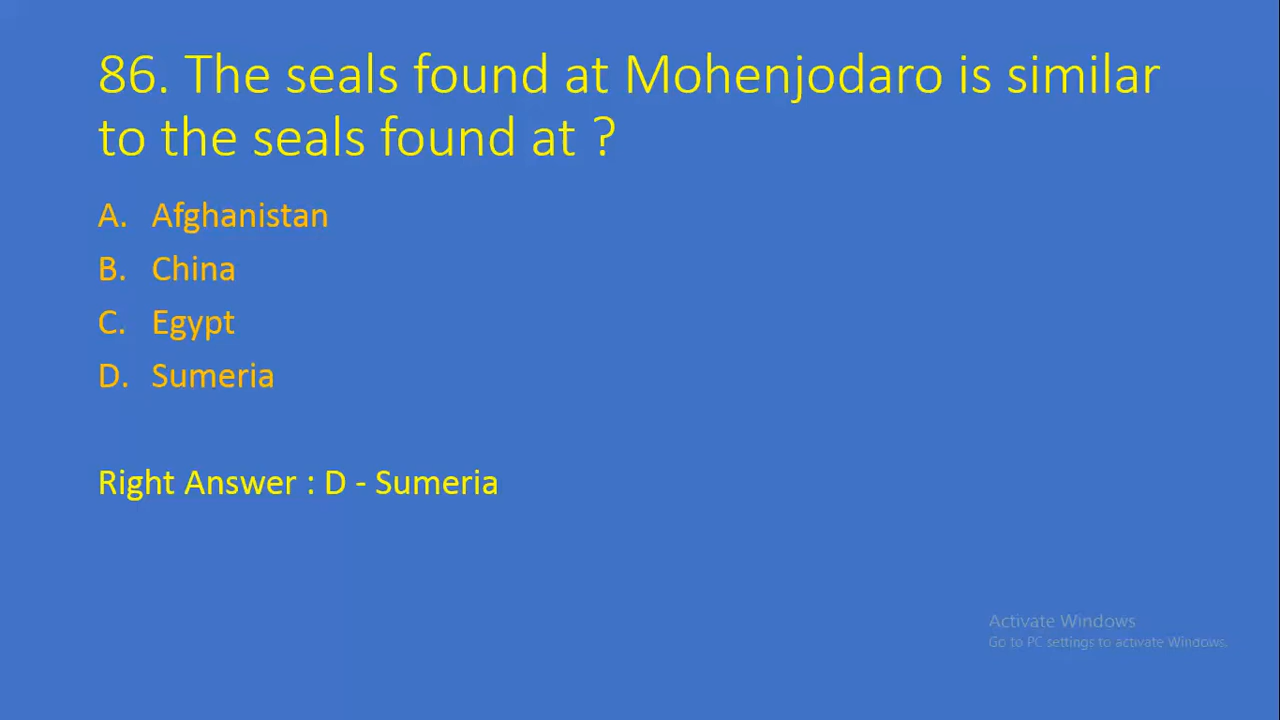 86. The seals found at Mohenjodaro is similar
to the seals found at ?
A. Afghanistan
B. China
C. Egypt
D. Sumeria
Right Answer : D - Sumeria
Activate Windows
Go to PC settings to activate Windows.